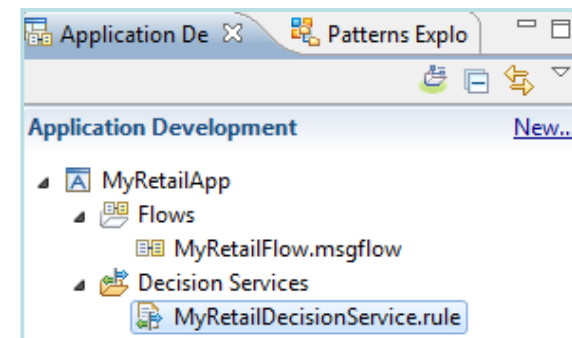 Application De Patterns Explo
Application Development New...
MyRetailApp
Flows
MyRetailFlow.msgflow
Decision Services
MyRetailDecisionService.rule